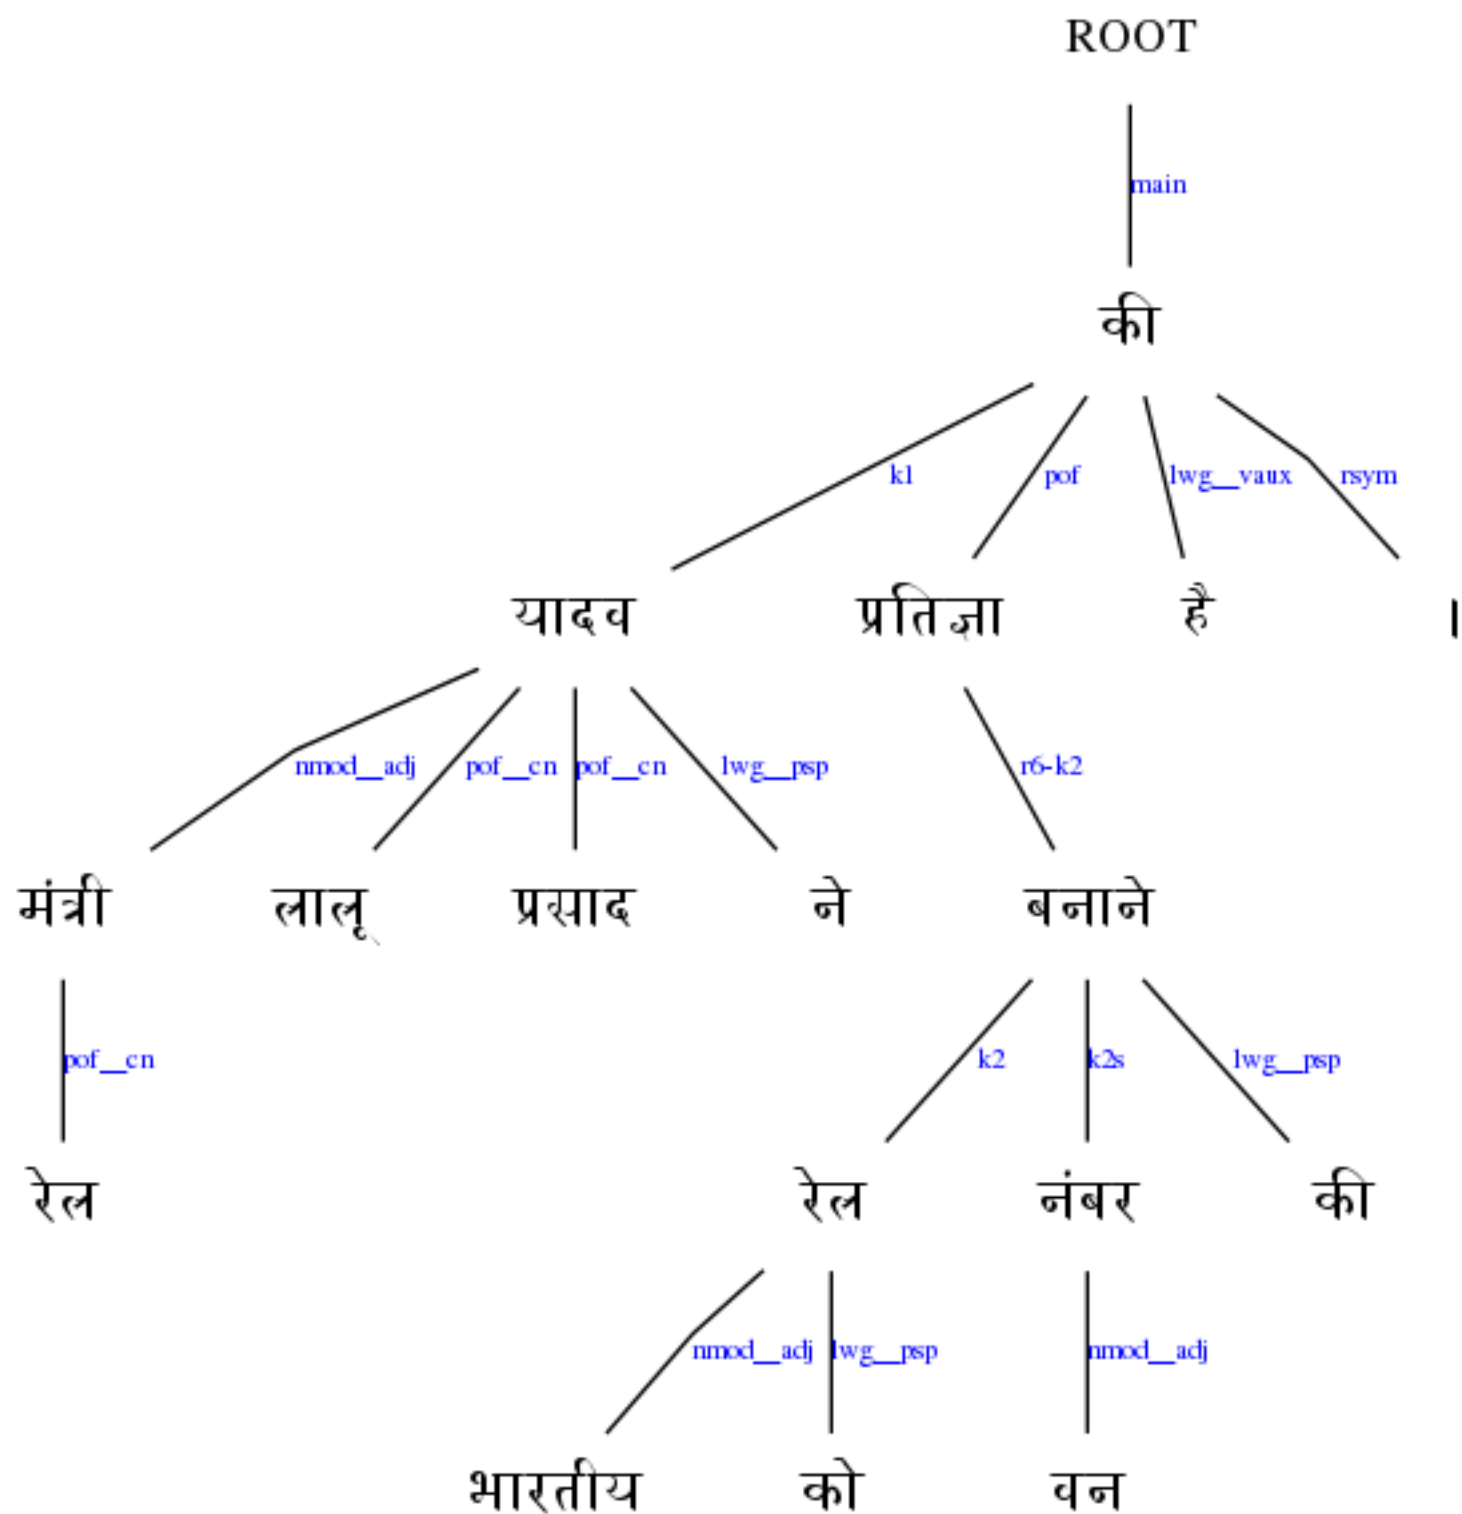 ROOT
main
की
k1 pof lwg__vaux rsym
यादव प्रतिज्ञा है ।
nmod__adj pof__cn pof__cn lwg__psp r6-k2
मंत्री लालू प्रसाद ने बनाने
pof__cn k2 k2s lwg__psp
रेल रेल नंबर की
nmod__adj lwg__psp nmod__adj
भारतीय को वन